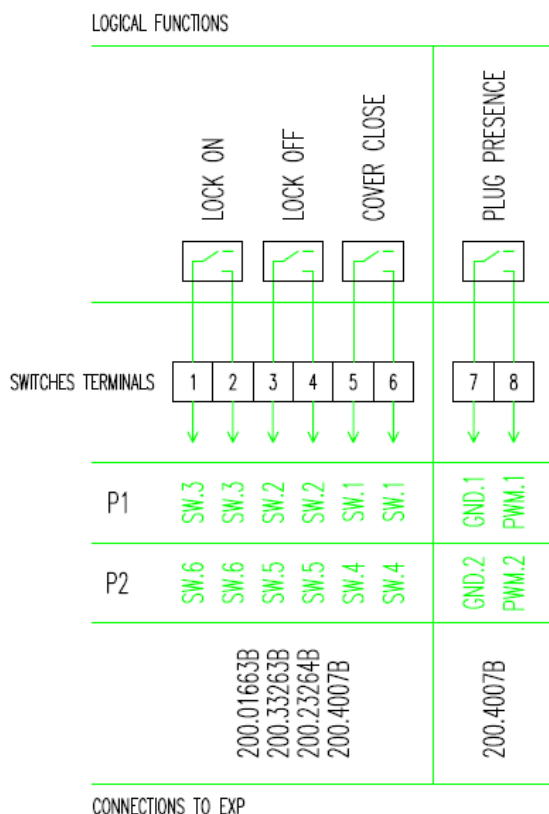 LOGICAL FUNCTIONS
LOCK ON
LOCK OFF
COVER CLOSE
PLUG PRESENCE
SWITCHES TERMINALS 1 2 3 4 5 6 7 8
P1 SW.3 SW.3 SW.2 SW.2 SW.1 SW.1 GND.1 PWM.1
P2 SW.6 SW.6 SW.5 SW.5 SW.4 SW.4 GND.2 PWM.2
200.01663B
200.33263B
200.23264B
200.4007B
200.4007B
CONNECTIONS TO EXP